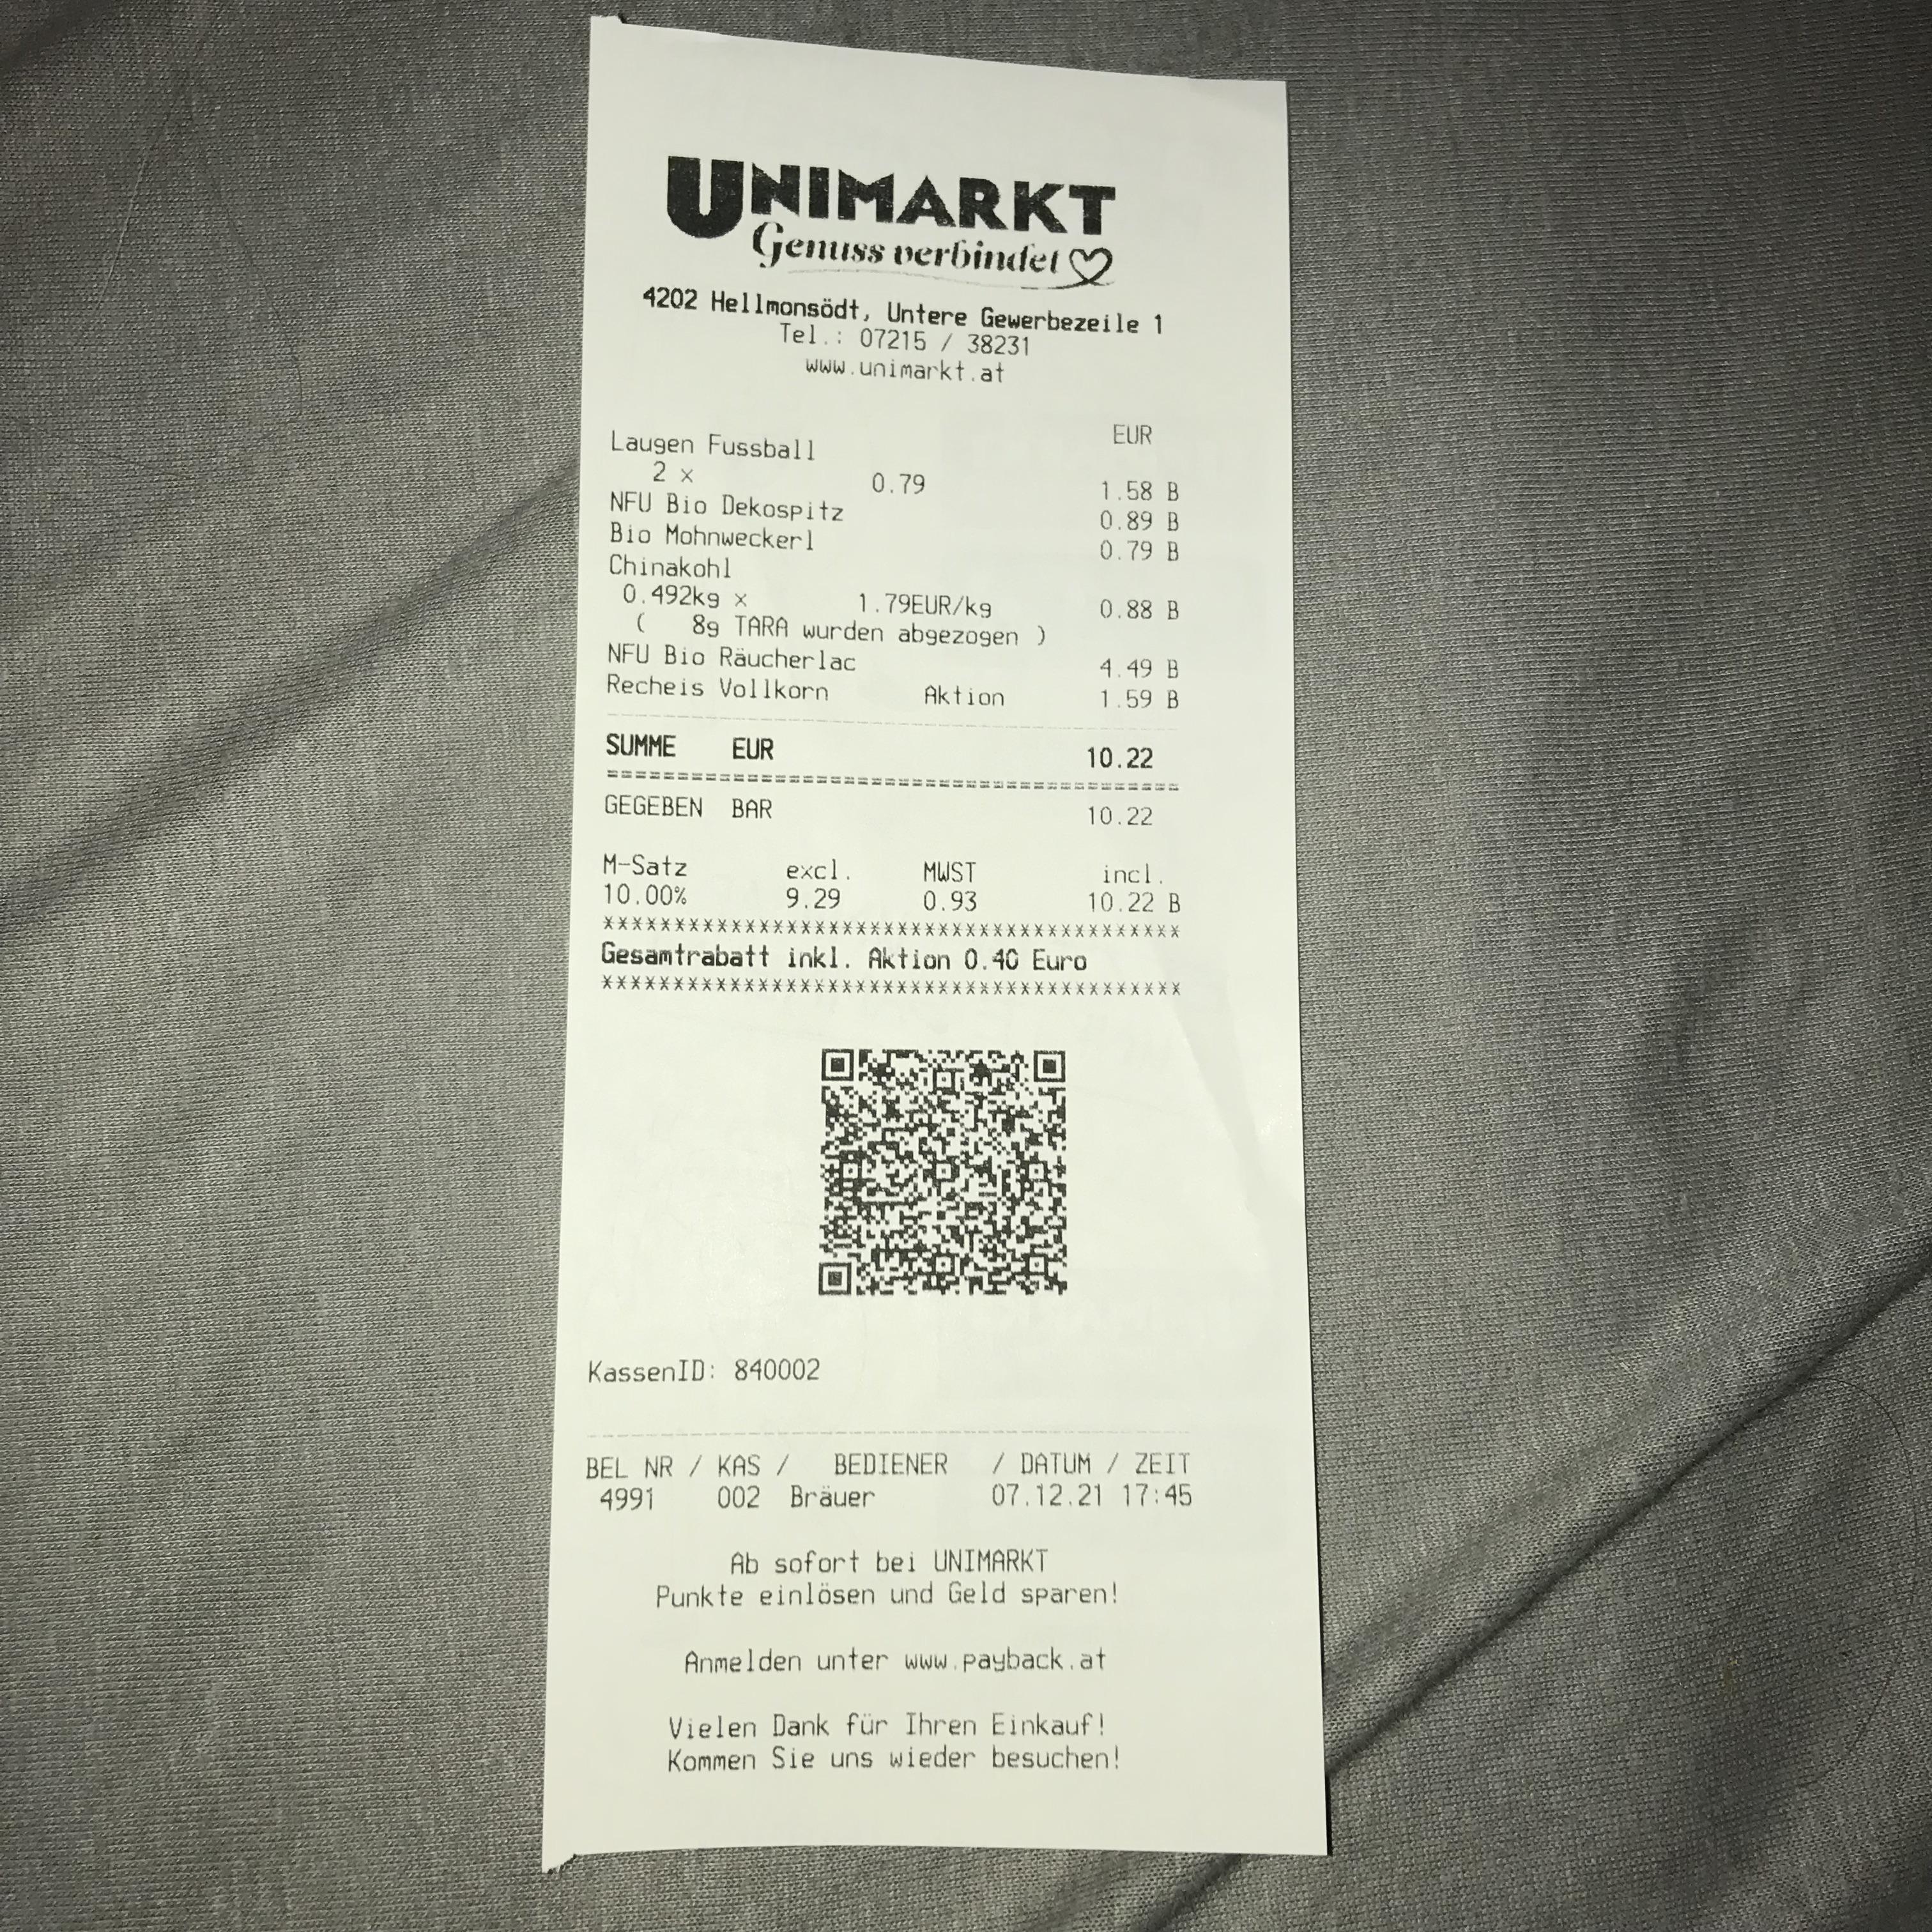 UNIMARKT
Genuss verbindet
4202 Hellmonsödt, Untere Gewerbezeile 1
Tel.: 07215 / 38231
www.unimarkt.at
EUR
Laugen Fussball
2 x 0.79 1.58 B
NFU Bio Dekospitz 0.89 B
Bio Mohnweckerl 0.79 B
Chinakohl
0.492kg x 1.79EUR/kg 0.88 B
( 8g TARA wurden abgezogen )
NFU Bio Räucherlac 4.49 B
Recheis Vollkorn Aktion 1.59 B
SUMME EUR 10.22
GEGEBEN BAR 10.22
M-Satz excl. MWST incl.
10.00% 9.29 0.93 10.22 B
*****************************************
Gesamtrabatt inkl. Aktion 0.40 Euro
*****************************************
KassenID: 840002
BEL NR / KAS / BEDIENER / DATUM / ZEIT
4991 002 Bräuer 07.12.21 17:45
Ab sofort bei UNIMARKT
Punkte einlösen und Geld sparen!
Anmelden unter www.payback.at
Vielen Dank für Ihren Einkauf!
Kommen Sie uns wieder besuchen!